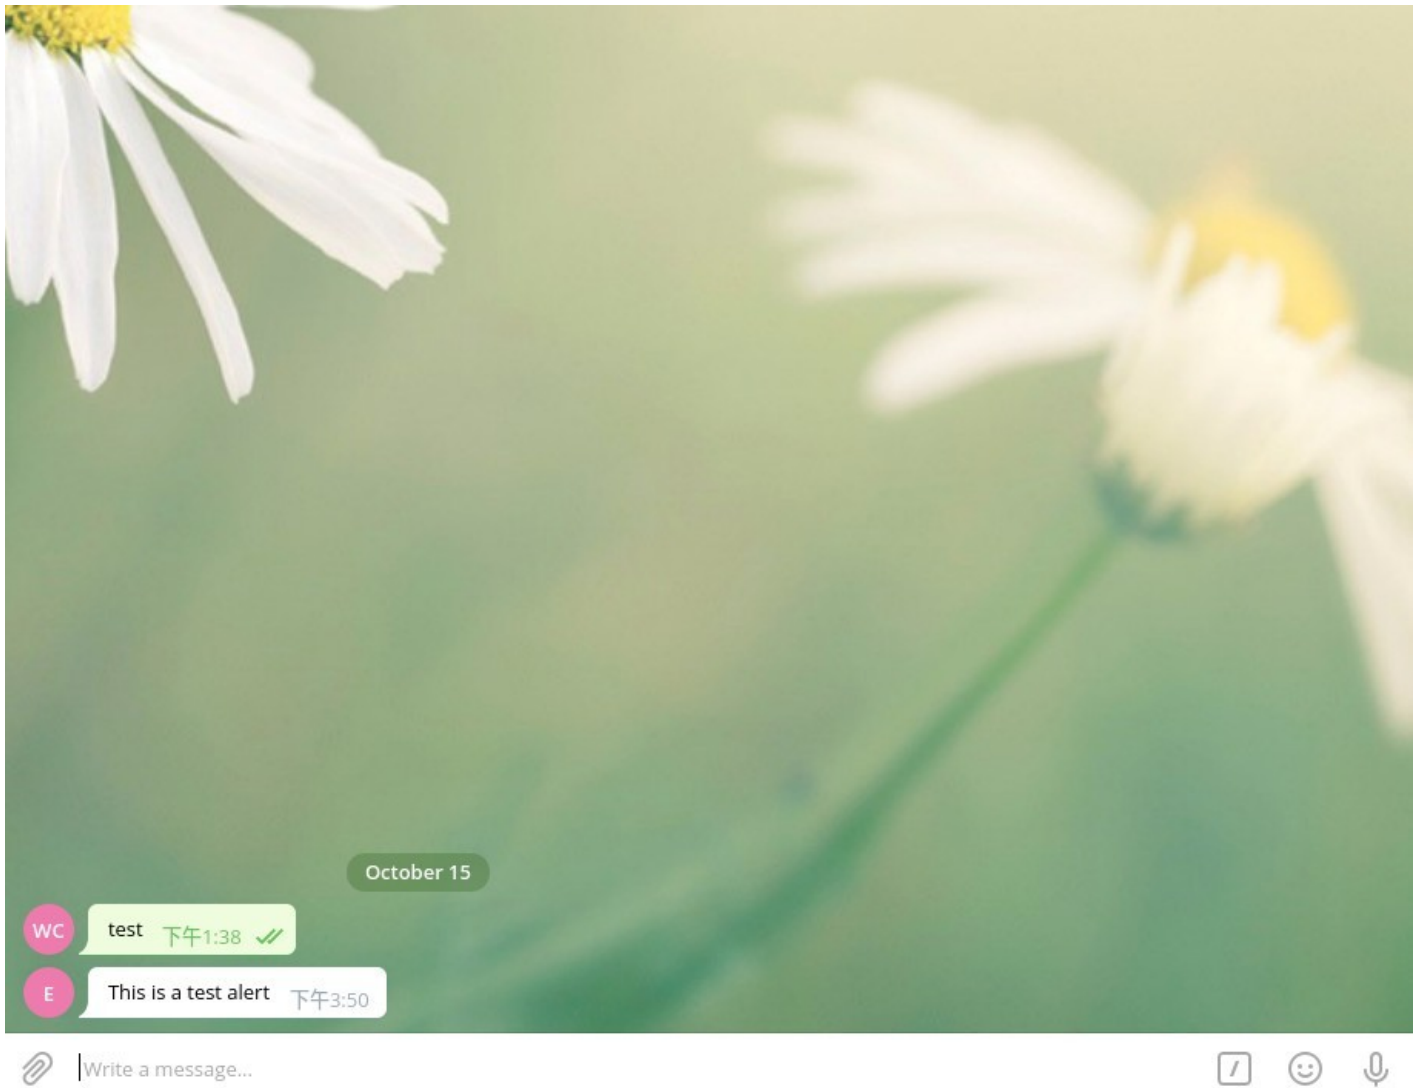 October 15
WC test 下午1:38
E This is a test alert 下午3:50
Write a message...